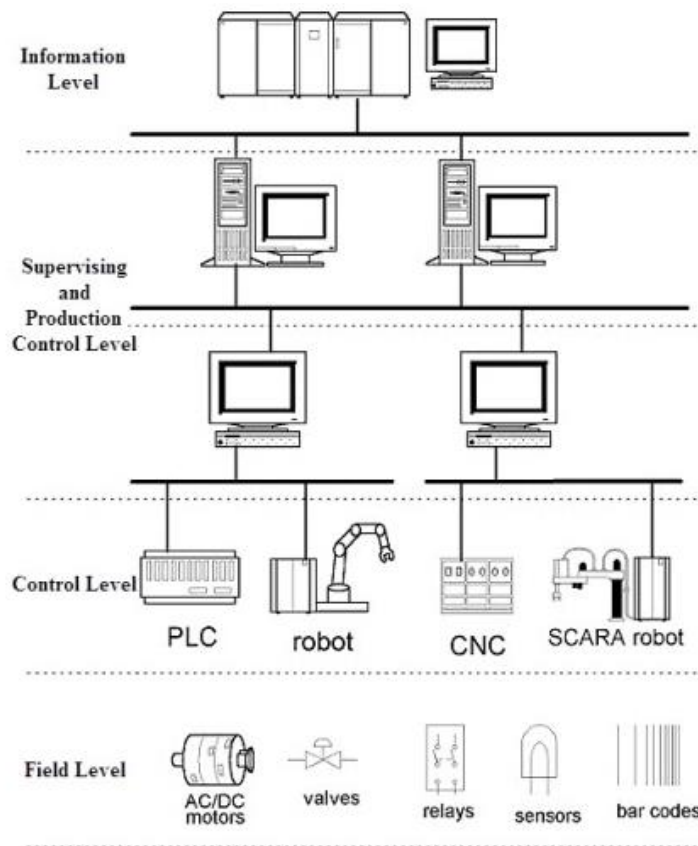 Information
Level
Supervising
and
Production
Control Level
Control Level
PLC
robot
CNC
SCARA robot
Field Level
AC/DC
motors
valves
relays
sensors
bar codes